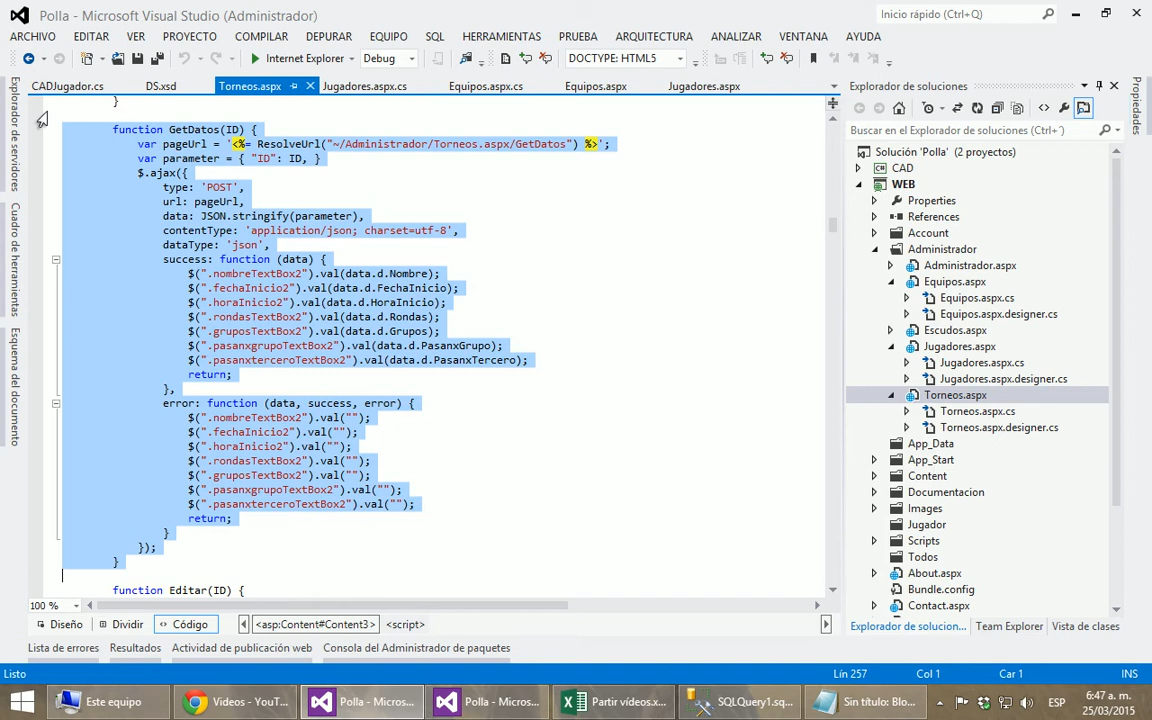 Polla - Microsoft Visual Studio (Administrador)
Inicio rápido (Ctrl+Q)
ARCHIVO EDITAR VER PROYECTO COMPILAR DEPURAR EQUIPO SQL HERRAMIENTAS PRUEBA ARQUITECTURA ANALIZAR VENTANA AYUDA
Internet Explorer Debug DOCTYPE: HTML5
CADJugador.cs DS.xsd Torneos.aspx Jugadores.aspx.cs Equipos.aspx.cs Equipos.aspx Jugadores.aspx
Explorador de servidores
Cuadro de herramientas
Esquema del documento
}
function GetDatos(ID) {
var pageUrl = '<%= ResolveUrl("~/Administrador/Torneos.aspx/GetDatos") %>';
var parameter = { "ID": ID, }
$.ajax({
type: 'POST',
url: pageUrl,
data: JSON.stringify(parameter),
contentType: 'application/json; charset=utf-8',
dataType: 'json',
success: function (data) {
$(".nombreTextBox2").val(data.d.Nombre);
$(".fechaInicio2").val(data.d.FechaInicio);
$(".horaInicio2").val(data.d.HoraInicio);
$(".rondasTextBox2").val(data.d.Rondas);
$(".gruposTextBox2").val(data.d.Grupos);
$(".pasanxgrupoTextBox2").val(data.d.PasanxGrupo);
$(".pasanxterceroTextBox2").val(data.d.PasanxTercero);
return;
},
error: function (data, success, error) {
$(".nombreTextBox2").val("");
$(".fechaInicio2").val("");
$(".horaInicio2").val("");
$(".rondasTextBox2").val("");
$(".gruposTextBox2").val("");
$(".pasanxgrupoTextBox2").val("");
$(".pasanxterceroTextBox2").val("");
return;
}
});
}
function Editar(ID) {
100 %
Diseño Dividir Código <asp:Content#Content3> <script>
Lista de errores Resultados Actividad de publicación web Consola del Administrador de paquetes
Explorador de soluciones
Buscar en Explorador de soluciones (Ctrl+')
Solución 'Polla' (2 proyectos)
CAD
WEB
Properties
References
Account
Administrador
Administrador.aspx
Equipos.aspx
Equipos.aspx.cs
Equipos.aspx.designer.cs
Escudos.aspx
Jugadores.aspx
Jugadores.aspx.cs
Jugadores.aspx.designer.cs
Torneos.aspx
Torneos.aspx.cs
Torneos.aspx.designer.cs
App_Data
App_Start
Content
Documentacion
Images
Jugador
Scripts
Todos
About.aspx
Bundle.config
Contact.aspx
Explorador de solucion... Team Explorer Vista de clases
Propiedades
Listo Lín 257 Col 1 Car 1 INS
Este equipo Videos - YouT... Polla - Micros... Polla - Micros... Partir vídeos.x... SQLQuery1.sq... Sin título: Blo... ESP 6:47 a. m.
25/03/2015